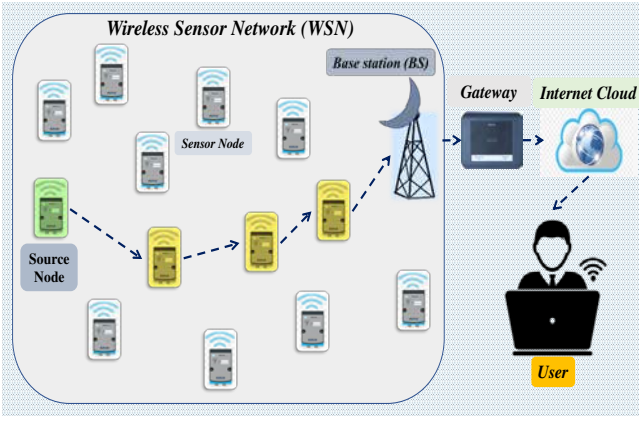 Wireless Sensor Network (WSN)
Base station (BS)
Gateway
Internet Cloud
Sensor Node
Source
Node
User